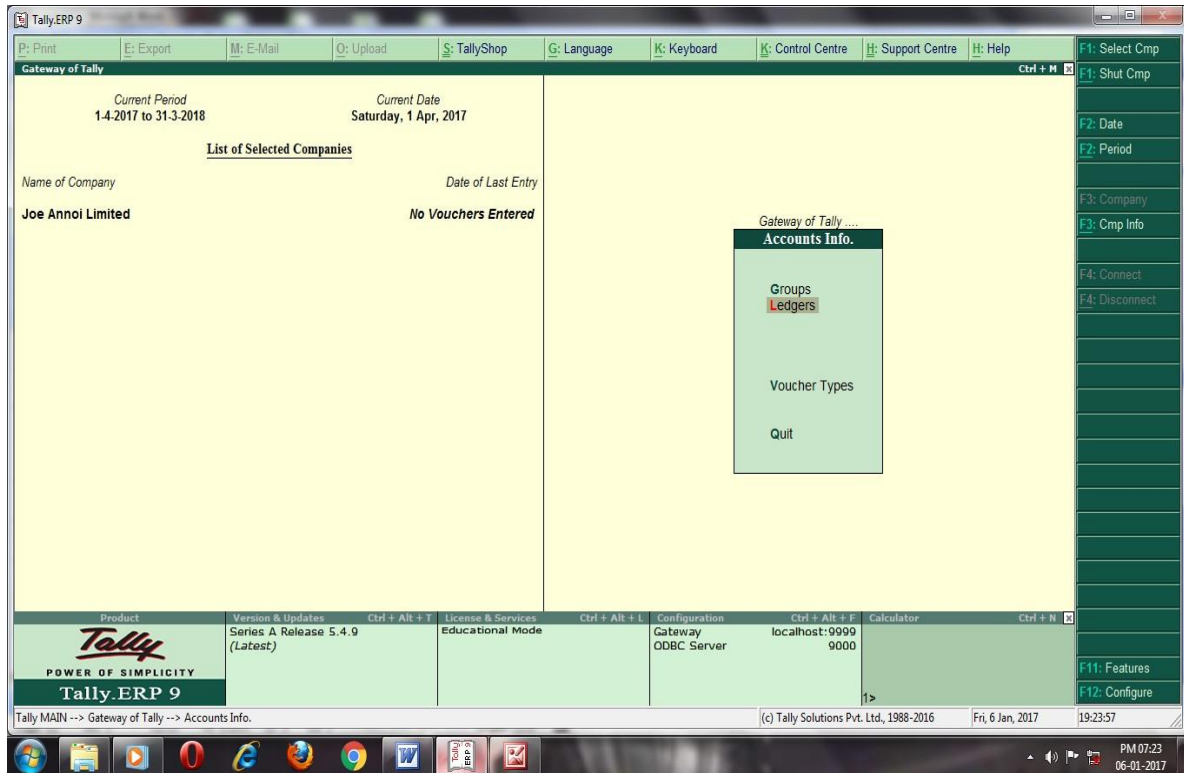 Tally.ERP 9
P: Print E: Export M: E-Mail O: Upload S: TallyShop G: Language K: Keyboard K: Control Centre H: Support Centre H: Help
Gateway of Tally Ctrl + M
Current Period Current Date
1-4-2017 to 31-3-2018 Saturday, 1 Apr, 2017
List of Selected Companies
Name of Company Date of Last Entry
Joe Annoi Limited No Vouchers Entered
Gateway of Tally ....
Accounts Info.
Groups
Ledgers
Voucher Types
Quit
F1: Select Cmp
F1: Shut Cmp
F2: Date
F2: Period
F3: Company
F3: Cmp Info
F4: Connect
F4: Disconnect
F11: Features
F12: Configure
Product
Tally
POWER OF SIMPLICITY
Tally.ERP 9
Version & Updates Ctrl + Alt + T
Series A Release 5.4.9
(Latest)
License & Services Ctrl + Alt + L
Educational Mode
Configuration Ctrl + Alt + F
Gateway localhost:9999
ODBC Server 9000
Calculator Ctrl + N
1>
Tally MAIN --> Gateway of Tally --> Accounts Info. (c) Tally Solutions Pvt. Ltd., 1988-2016 Fri, 6 Jan, 2017 19:23:57
Tally
ERP 9
PM 07:23
06-01-2017